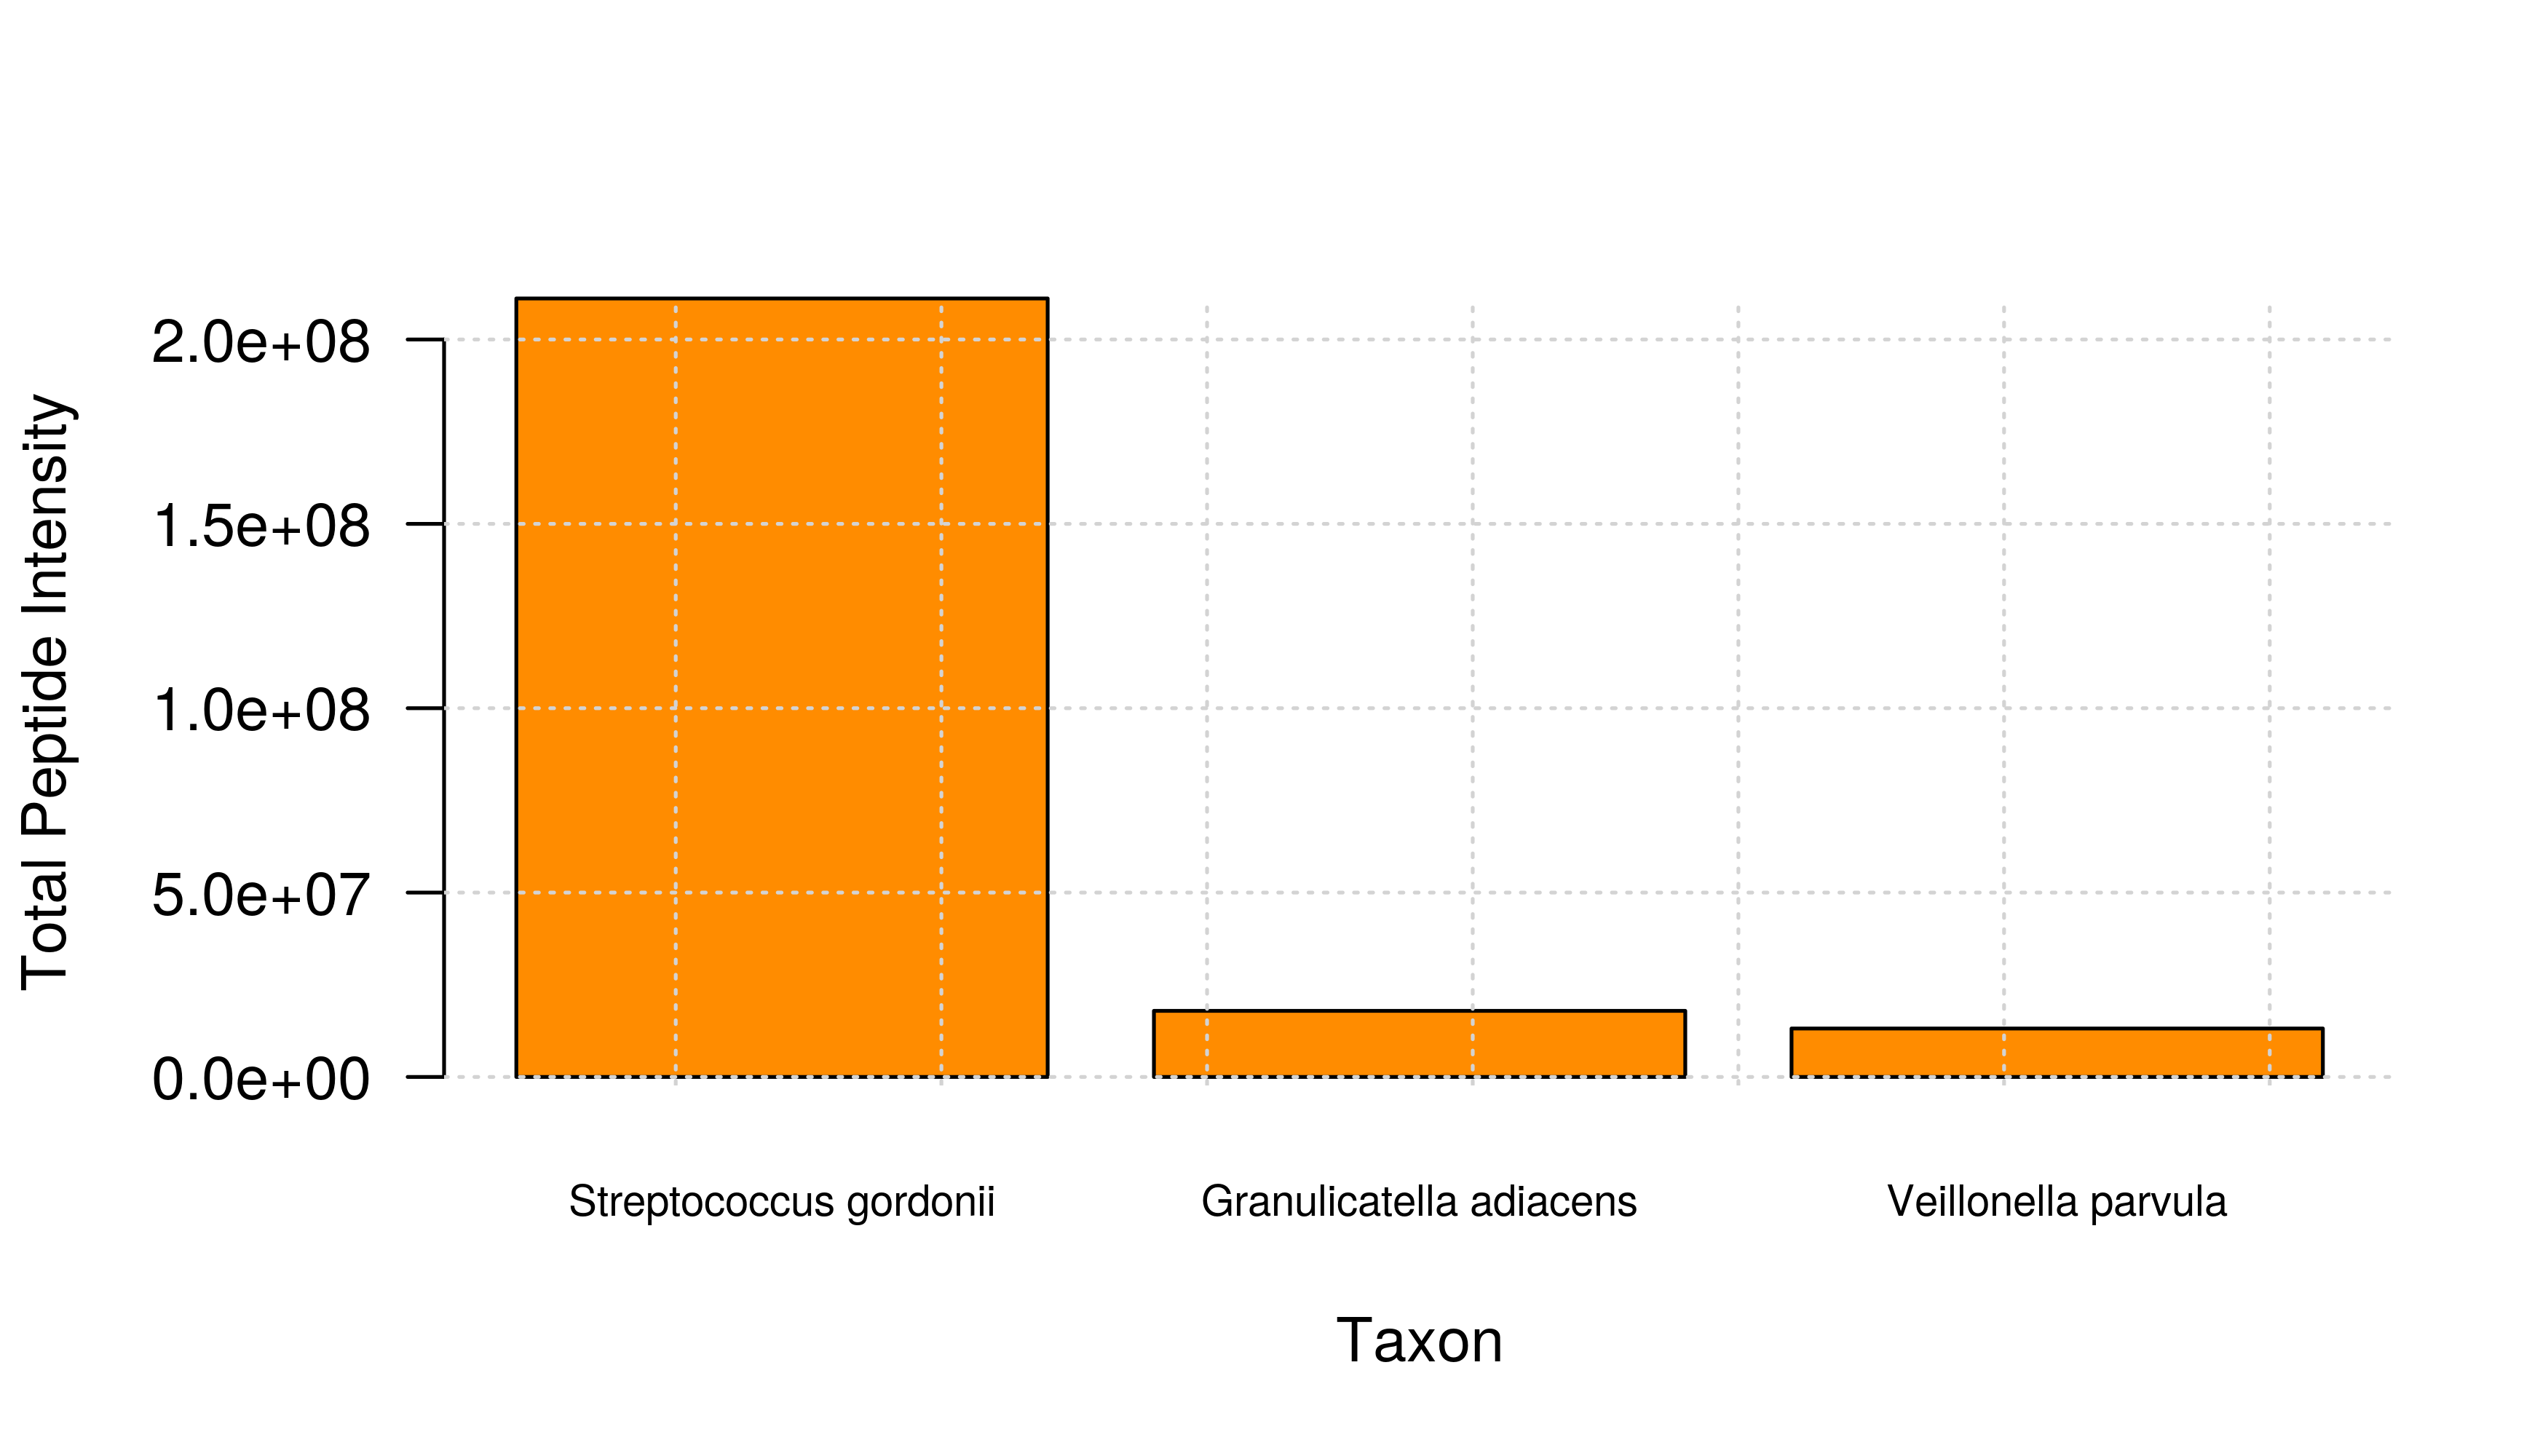 Total Peptide Intensity
2.0e+08
1.5e+08
1.0e+08
5.0e+07
0.0e+00
Streptococcus gordonii
Granulicatella adiacens
Veillonella parvula
Taxon